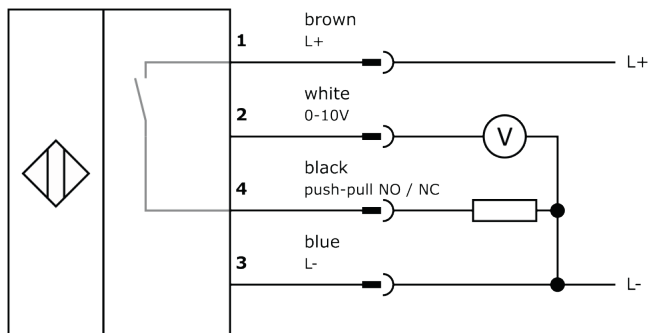 brown
1 L+ L+
white
2 0-10V
V
black
4 push-pull NO / NC
blue
3 L- L-